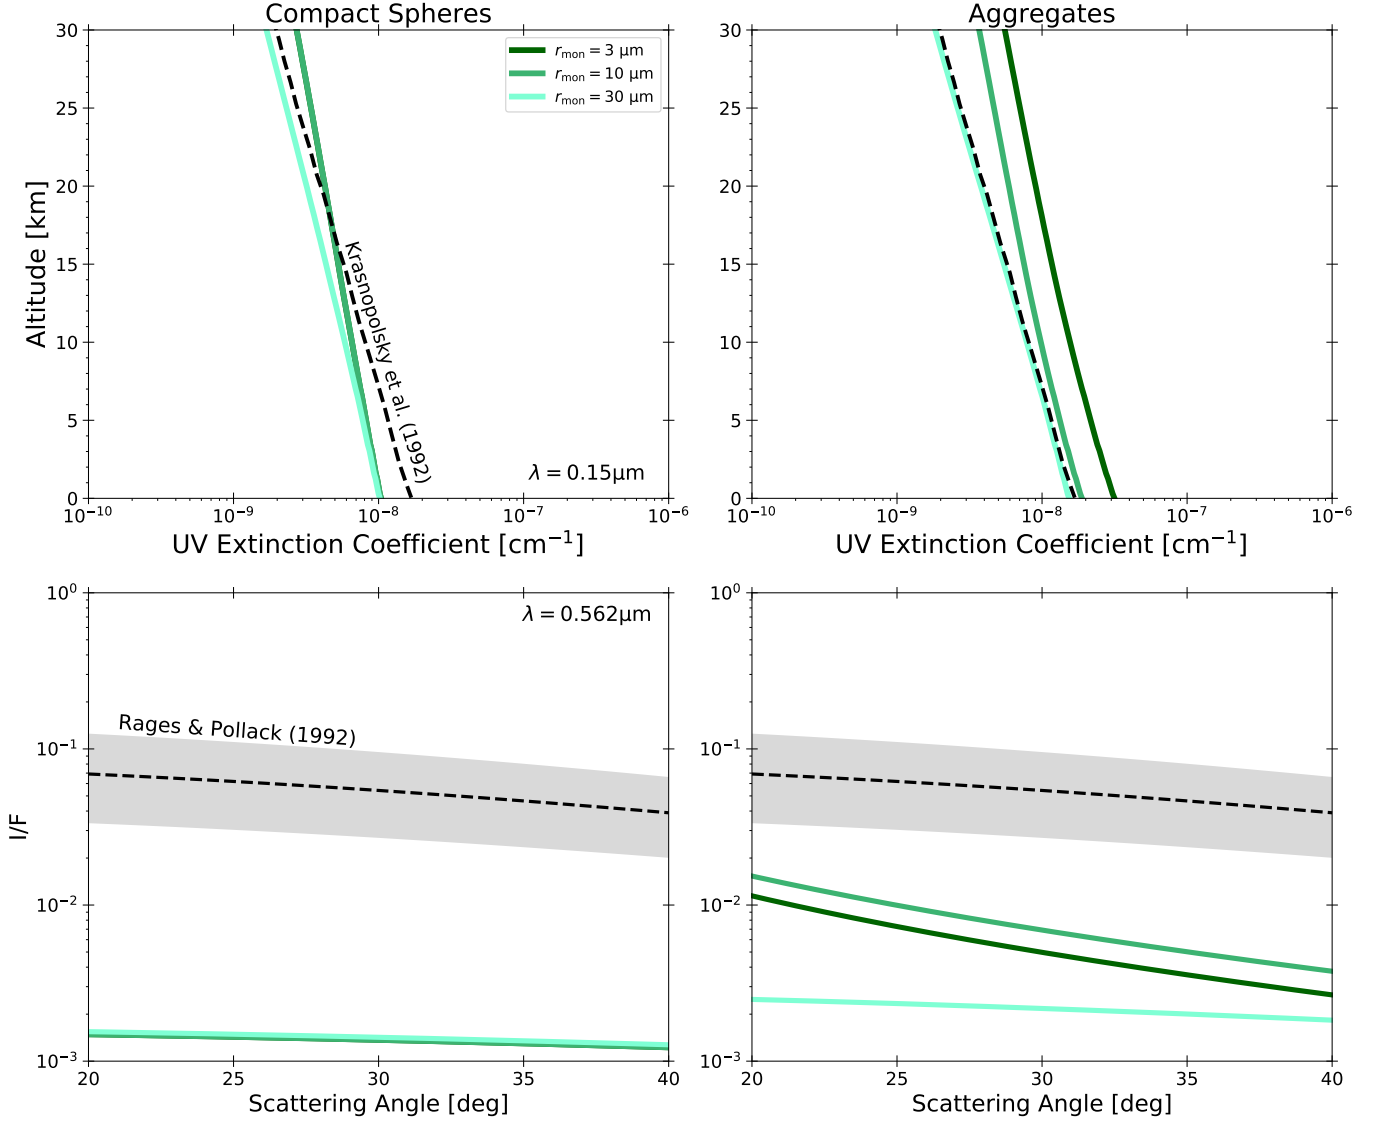 Compact Spheres
30
25
20
15
10
5
0
Altitude [km]
r_mon = 3 μm
r_mon = 10 μm
r_mon = 30 μm
Krasnopolsky et al. (1992)
λ = 0.15μm
10⁻¹⁰ 10⁻⁹ 10⁻⁸ 10⁻⁷ 10⁻⁶
UV Extinction Coefficient [cm⁻¹]
Aggregates
30
25
20
15
10
5
0
10⁻¹⁰ 10⁻⁹ 10⁻⁸ 10⁻⁷ 10⁻⁶
UV Extinction Coefficient [cm⁻¹]
10⁰
10⁻¹
10⁻²
10⁻³
I/F
λ = 0.562μm
Rages & Pollack (1992)
20 25 30 35 40
Scattering Angle [deg]
10⁰
10⁻¹
10⁻²
10⁻³
20 25 30 35 40
Scattering Angle [deg]